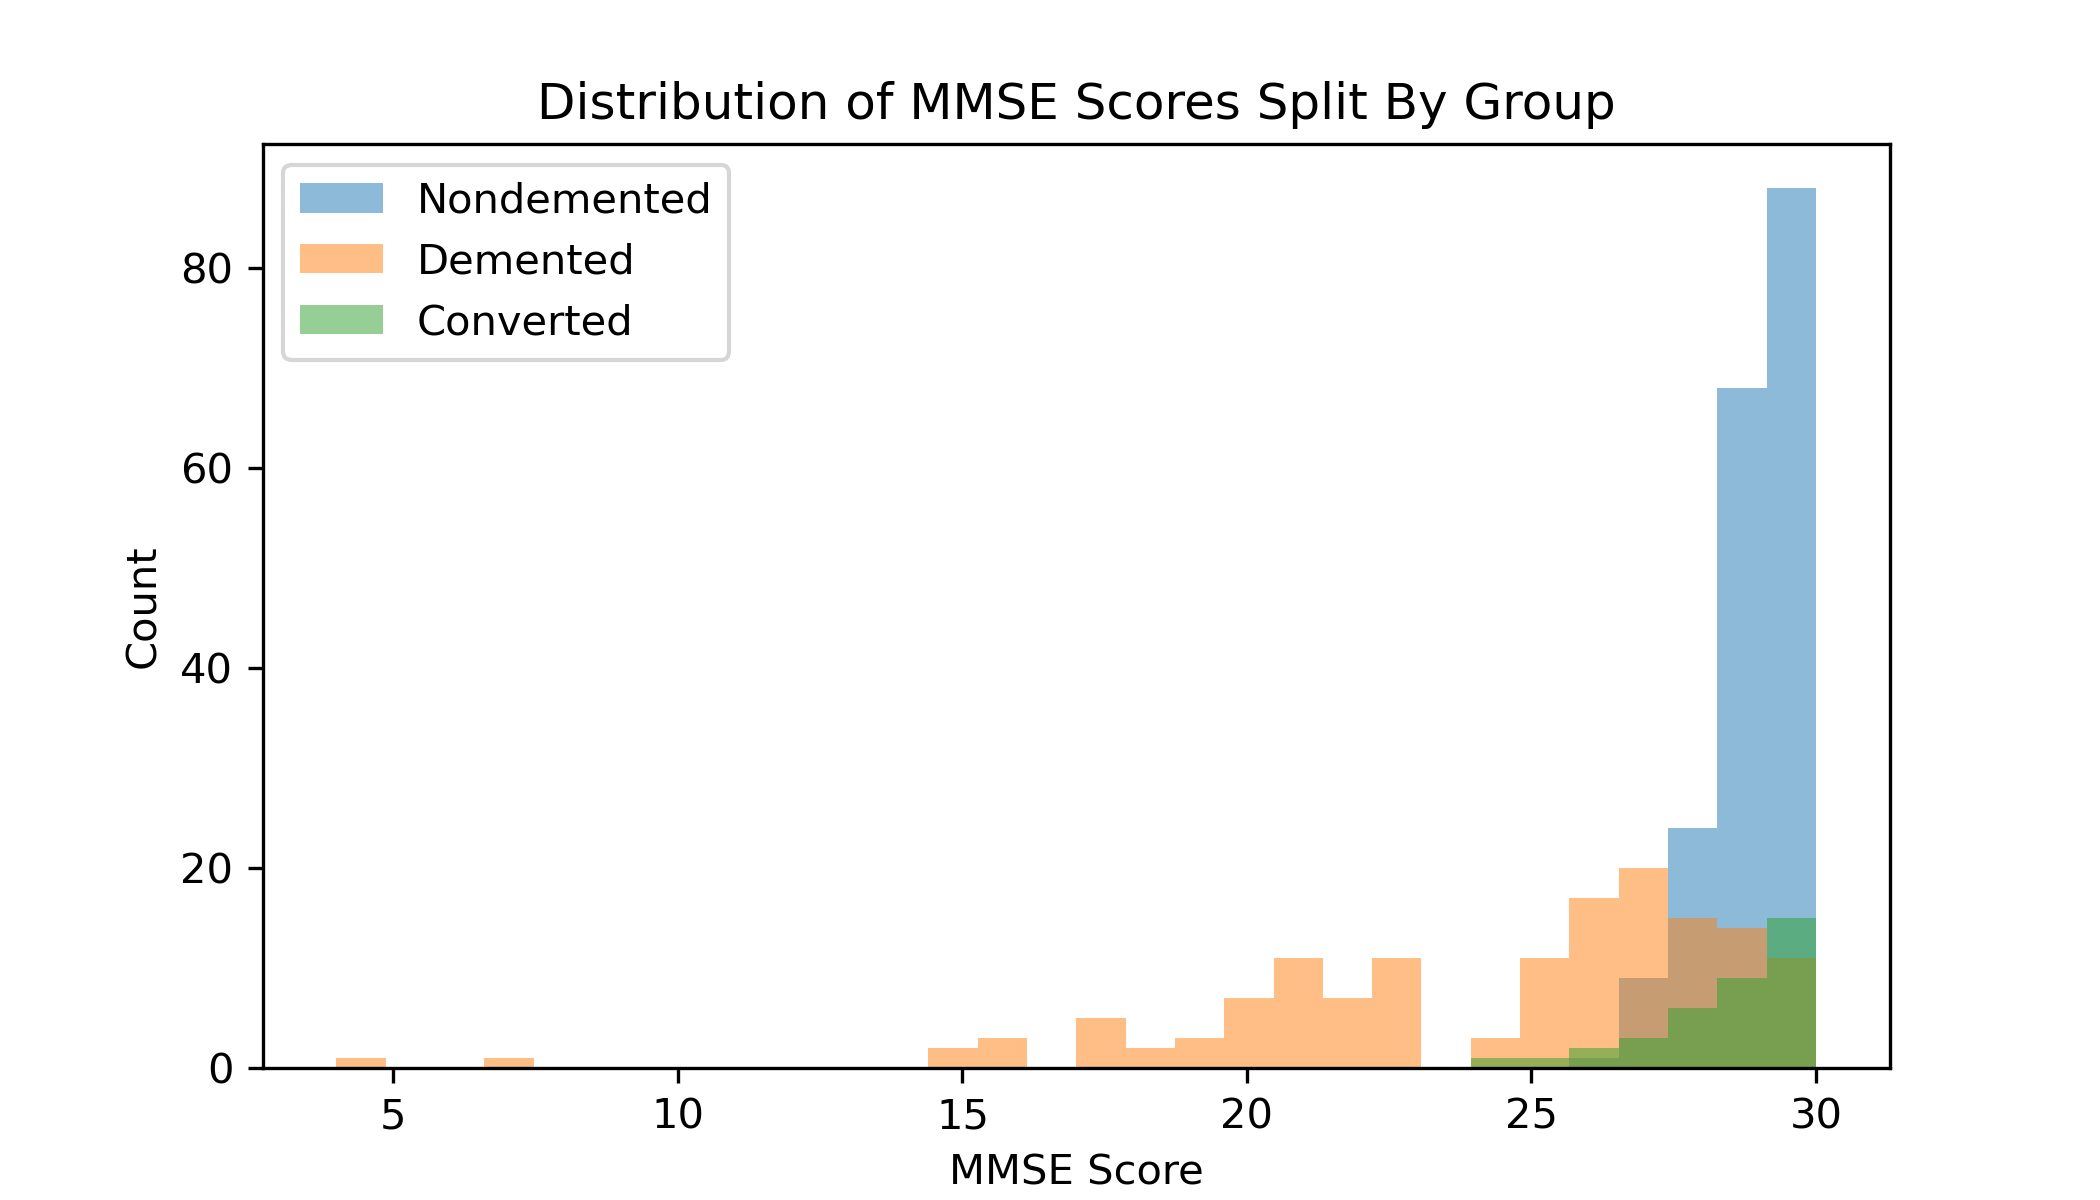 Distribution of MMSE Scores Split By Group
Nondemented
Demented
Converted
80
60
40
20
0
Count
5 10 15 20 25 30
MMSE Score